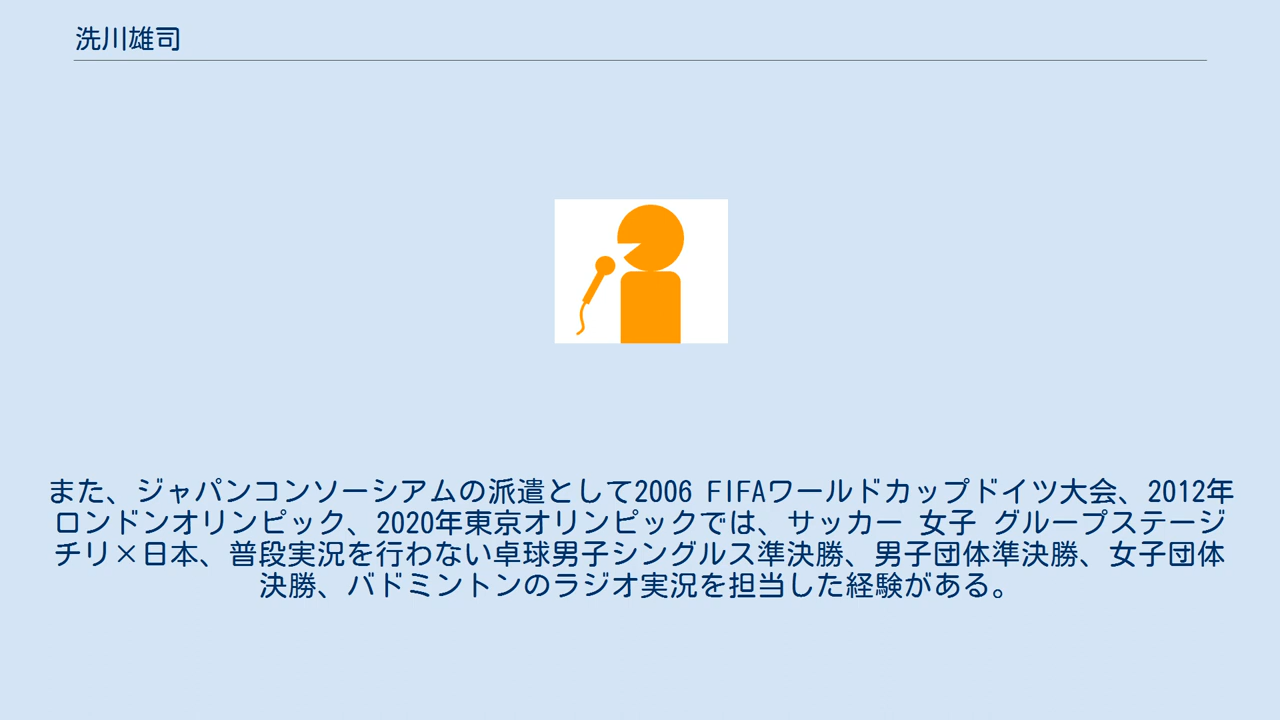 洗川雄司
また、ジャパンコンソーシアムの派遣として2006 FIFAワールドカップドイツ大会、2012年
ロンドンオリンピック、2020年東京オリンピックでは、サッカー 女子 グループステージ
チリ×日本、普段実況を行わない卓球男子シングルス準決勝、男子団体準決勝、女子団体
決勝、バドミントンのラジオ実況を担当した経験がある。